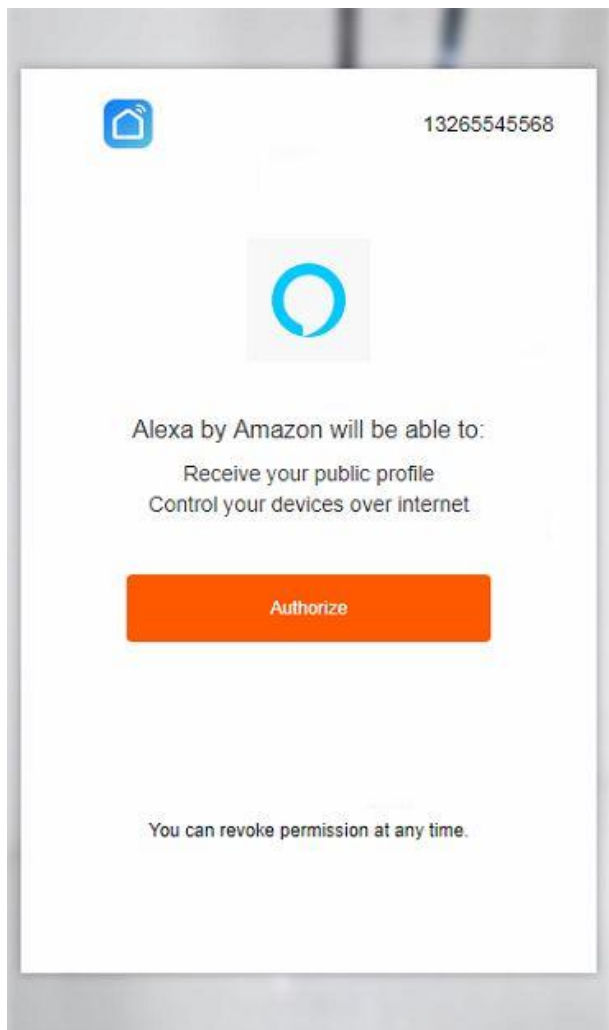 13265545568
Alexa by Amazon will be able to:
Receive your public profile
Control your devices over internet
Authorize
You can revoke permission at any time.